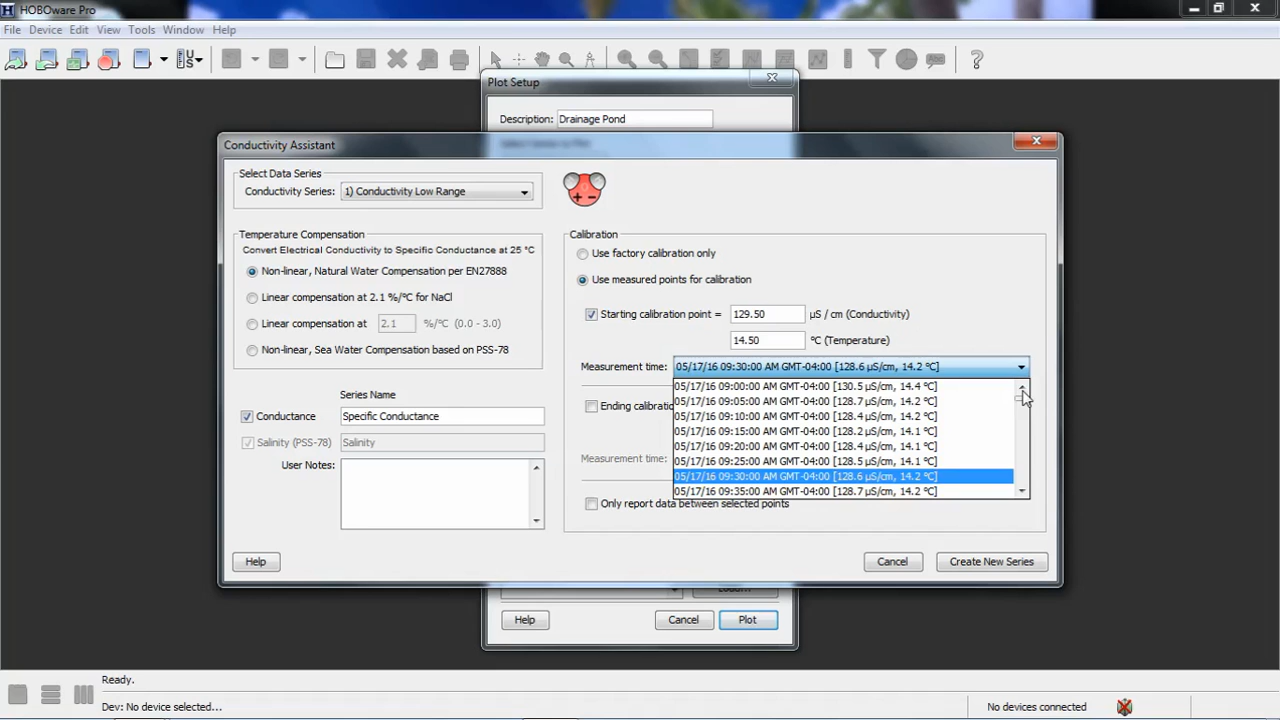 HOBOware Pro
File Device Edit View Tools Window Help
Plot Setup
Description: Drainage Pond
Conductivity Assistant
Select Data Series
Conductivity Series: 1) Conductivity Low Range
Temperature Compensation
Convert Electrical Conductivity to Specific Conductance at 25 °C
Non-linear, Natural Water Compensation per EN27888
Linear compensation at 2.1 %/°C for NaCl
Linear compensation at 2.1 %/°C (0.0 - 3.0)
Non-linear, Sea Water Compensation based on PSS-78
Series Name
Conductance Specific Conductance
Salinity (PSS-78) Salinity
User Notes:
Calibration
Use factory calibration only
Use measured points for calibration
Starting calibration point = 129.50 µS / cm (Conductivity)
14.50 °C (Temperature)
Measurement time: 05/17/16 09:30:00 AM GMT-04:00 [128.6 µS/cm, 14.2 °C]
05/17/16 09:00:00 AM GMT-04:00 [130.5 µS/cm, 14.4 °C]
05/17/16 09:05:00 AM GMT-04:00 [128.7 µS/cm, 14.2 °C]
05/17/16 09:10:00 AM GMT-04:00 [128.4 µS/cm, 14.2 °C]
05/17/16 09:15:00 AM GMT-04:00 [128.2 µS/cm, 14.1 °C]
05/17/16 09:20:00 AM GMT-04:00 [128.4 µS/cm, 14.1 °C]
05/17/16 09:25:00 AM GMT-04:00 [128.5 µS/cm, 14.1 °C]
05/17/16 09:30:00 AM GMT-04:00 [128.6 µS/cm, 14.2 °C]
05/17/16 09:35:00 AM GMT-04:00 [128.7 µS/cm, 14.2 °C]
Ending calibratio
Measurement time:
Only report data between selected points
Help Cancel Create New Series
Help Cancel Plot
Ready.
Dev: No device selected... No devices connected